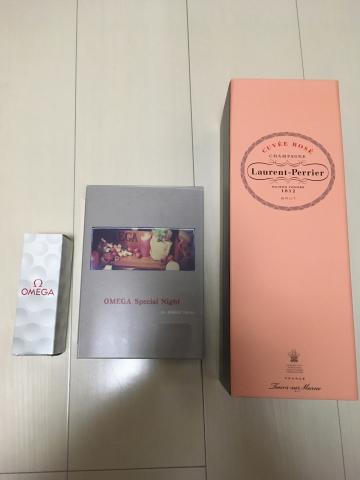 Ω
OMEGA
OMEGA Special Night
CUVÉE ROSÉ
CHAMPAGNE
Laurent-Perrier
MAISON FONDÉE
1812
BRUT
FRANCE
Tours-sur-Marne